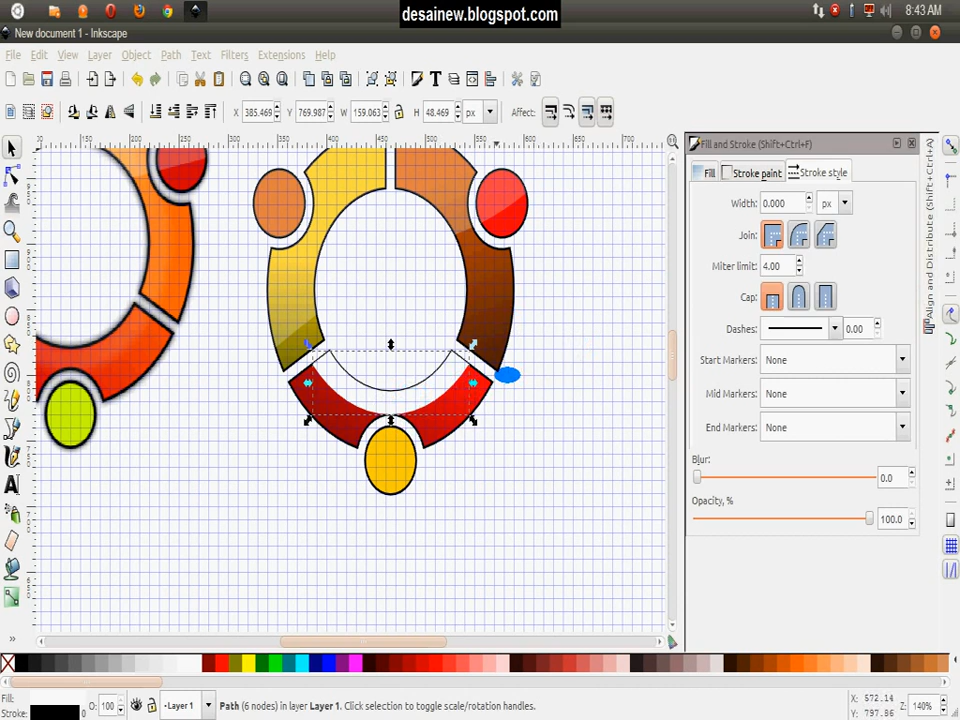 desainew.blogspot.com
8:43 AM
New document 1 - Inkscape
File Edit View Layer Object Path Text Filters Extensions Help
X 385.469 Y 769.987 W 159.063 H 48.469 px Affect:
Fill and Stroke (Shift+Ctrl+F)
Fill Stroke paint Stroke style
Width: 0.000 px
Join:
Miter limit: 4.00
Cap:
Dashes: 0.00
Start Markers: None
Mid Markers: None
End Markers: None
Blur:
0.0
Opacity, %
100.0
Align and Distribute (Shift+Ctrl+A)
Fill:
Stroke: 0
O: 100
Layer 1
Path (6 nodes) in layer Layer 1. Click selection to toggle scale/rotation handles.
X: 572.14
Y: 797.86
Z: 140%